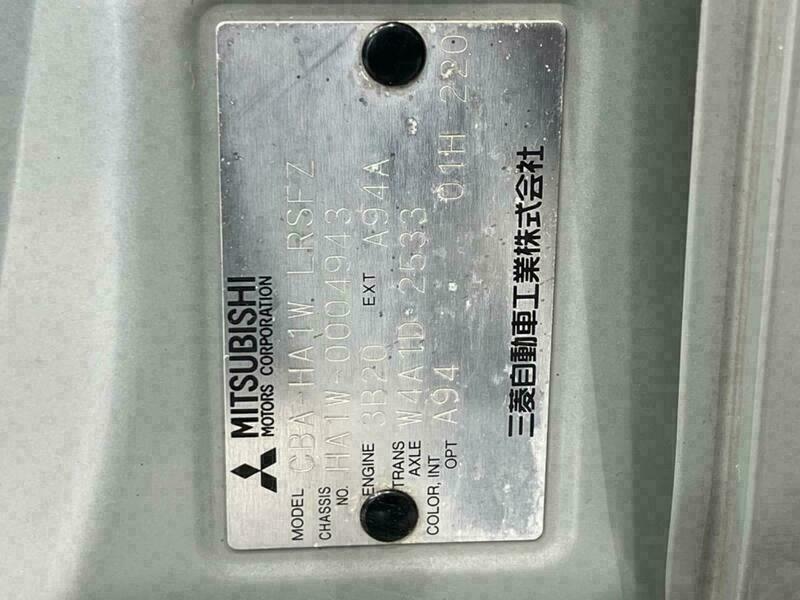 MITSUBISHI
MOTORS CORPORATION
MODEL CBA-HA1W LRSFZ
CHASSIS NO. HA1W-0004943
ENGINE 3B20 EXT A94A
TRANS AXLE W4A1D 2533
COLOR, INT OPT A94 01H 220
三菱自動車工業株式会社